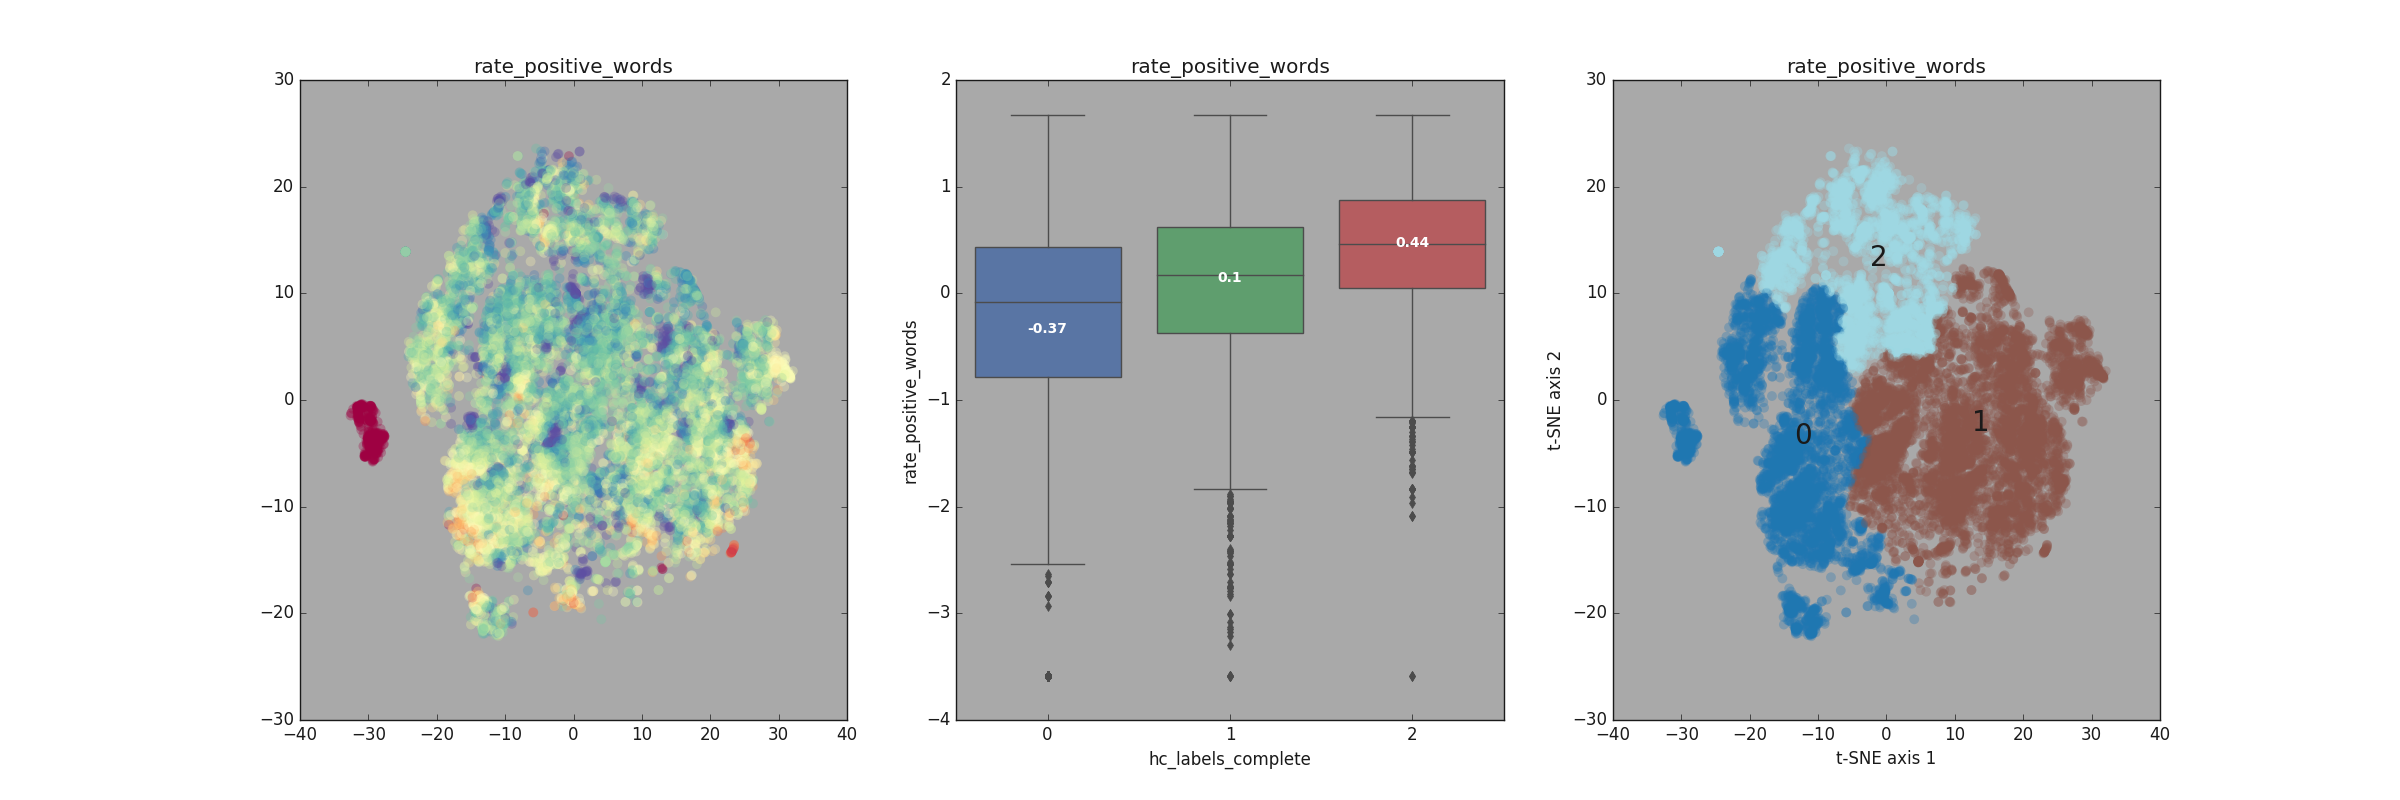 rate_positive_words
30
20
10
0
−10
−20
−30
−40 −30 −20 −10 0 10 20 30 40
rate_positive_words
rate_positive_words
2
1
0
−1
−2
−3
−4
-0.37
0.1
0.44
0 1 2
hc_labels_complete
rate_positive_words
t-SNE axis 2
30
20
10
0
−10
−20
−30
2
1
0
−40 −30 −20 −10 0 10 20 30 40
t-SNE axis 1